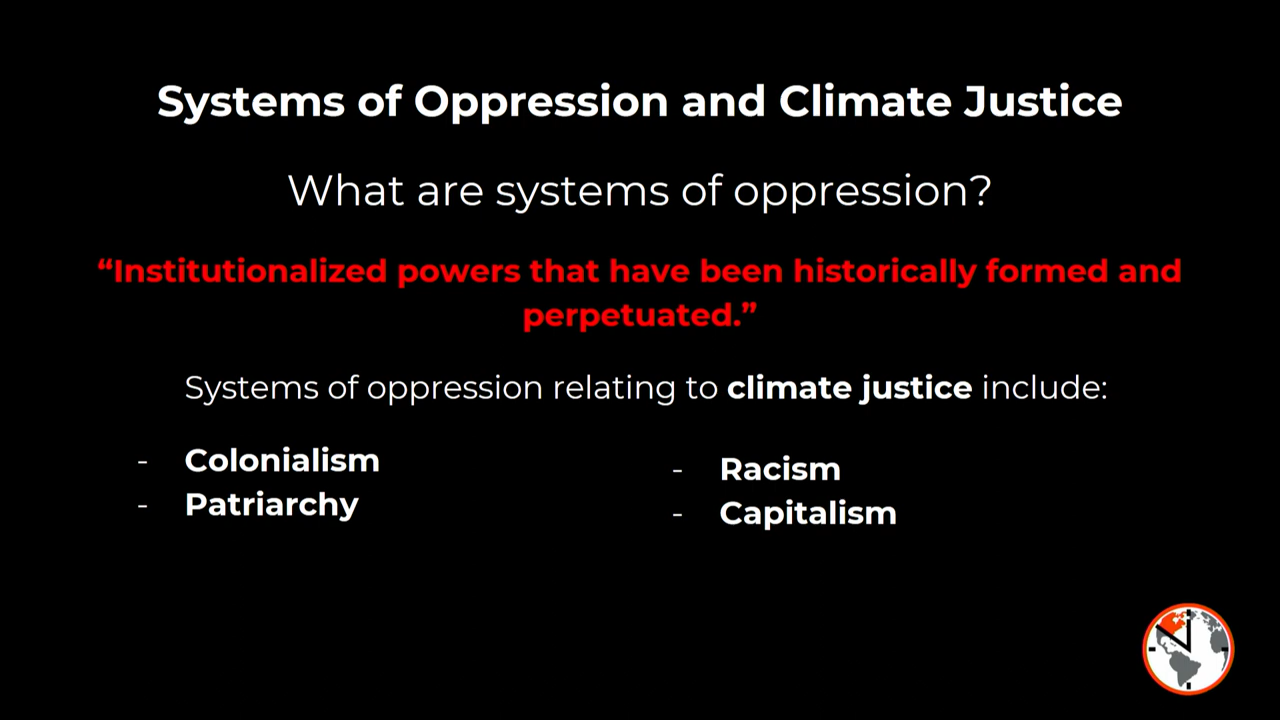 Systems of Oppression and Climate Justice
What are systems of oppression?
“Institutionalized powers that have been historically formed and
perpetuated.”
Systems of oppression relating to climate justice include:
- Colonialism
- Patriarchy
- Racism
- Capitalism